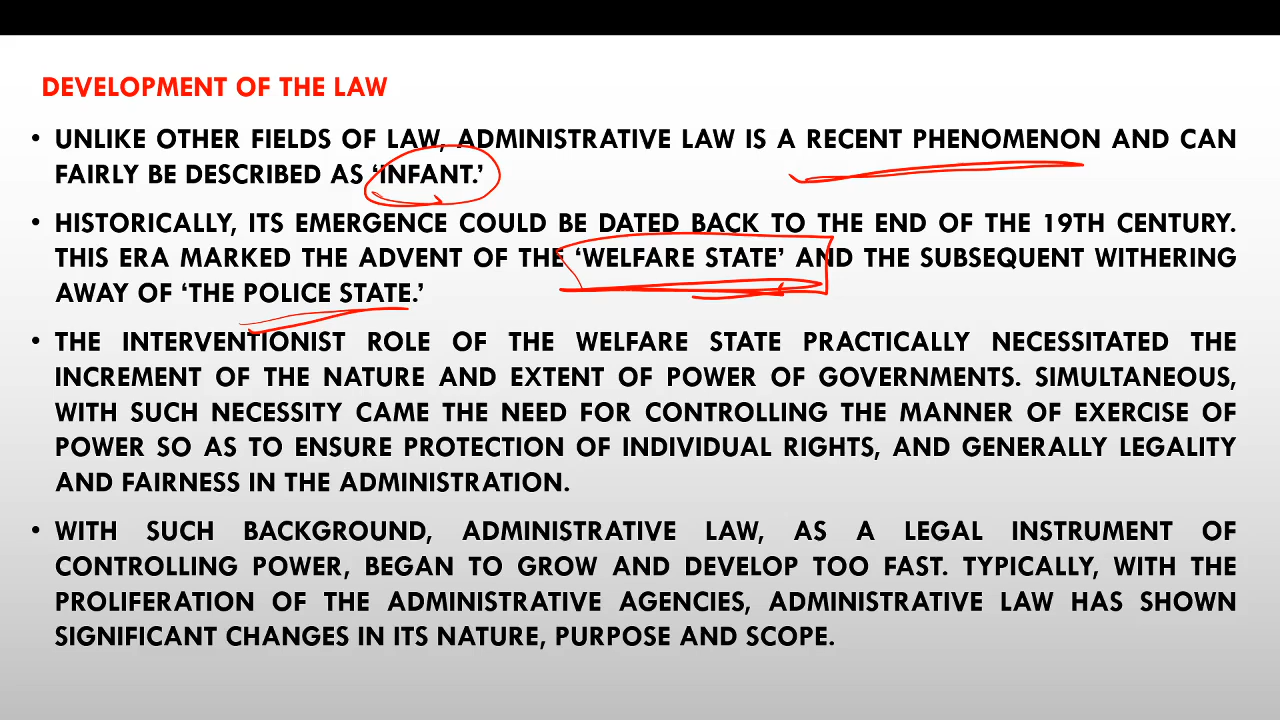 DEVELOPMENT OF THE LAW
• UNLIKE OTHER FIELDS OF LAW, ADMINISTRATIVE LAW IS A RECENT PHENOMENON AND CAN
FAIRLY BE DESCRIBED AS ‘INFANT.’
• HISTORICALLY, ITS EMERGENCE COULD BE DATED BACK TO THE END OF THE 19TH CENTURY.
THIS ERA MARKED THE ADVENT OF THE ‘WELFARE STATE’ AND THE SUBSEQUENT WITHERING
AWAY OF ‘THE POLICE STATE.’
• THE INTERVENTIONIST ROLE OF THE WELFARE STATE PRACTICALLY NECESSITATED THE
INCREMENT OF THE NATURE AND EXTENT OF POWER OF GOVERNMENTS. SIMULTANEOUS,
WITH SUCH NECESSITY CAME THE NEED FOR CONTROLLING THE MANNER OF EXERCISE OF
POWER SO AS TO ENSURE PROTECTION OF INDIVIDUAL RIGHTS, AND GENERALLY LEGALITY
AND FAIRNESS IN THE ADMINISTRATION.
• WITH SUCH BACKGROUND, ADMINISTRATIVE LAW, AS A LEGAL INSTRUMENT OF
CONTROLLING POWER, BEGAN TO GROW AND DEVELOP TOO FAST. TYPICALLY, WITH THE
PROLIFERATION OF THE ADMINISTRATIVE AGENCIES, ADMINISTRATIVE LAW HAS SHOWN
SIGNIFICANT CHANGES IN ITS NATURE, PURPOSE AND SCOPE.